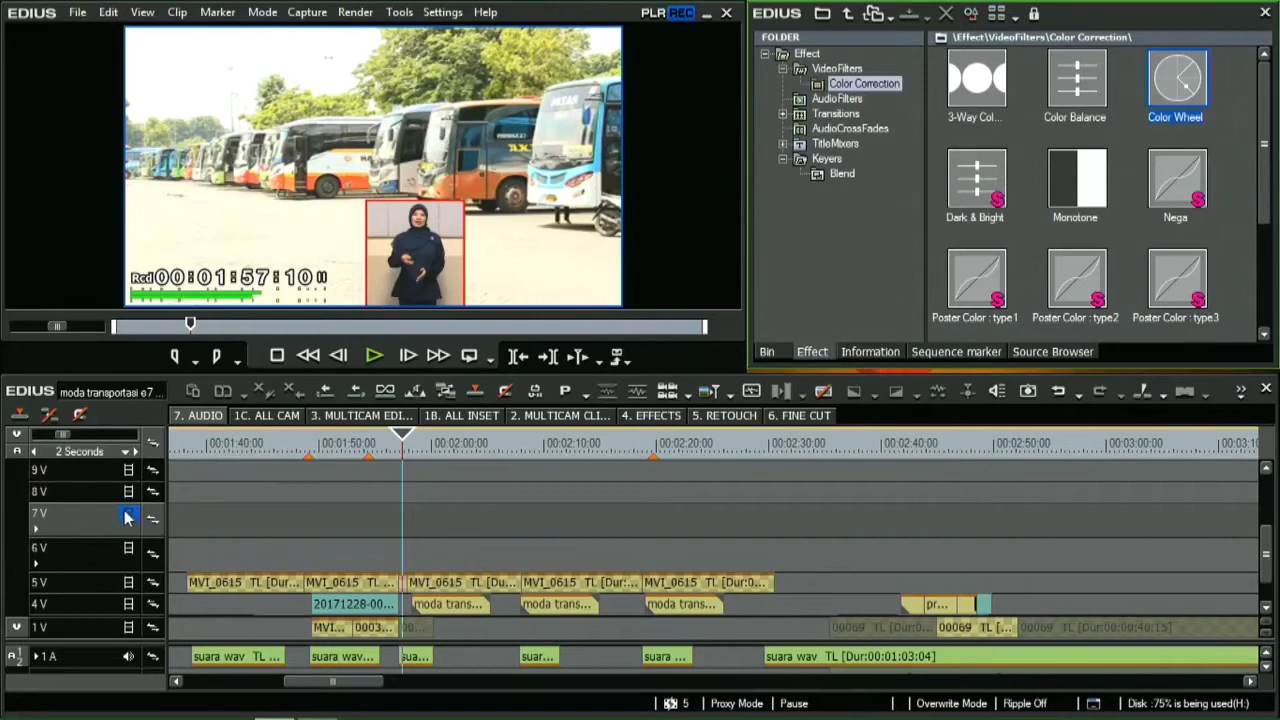 EDIUS File Edit View Clip Marker Mode Capture Render Tools Settings Help PLR REC
PATAS
Rcd 00:01:57:10
EDIUS
FOLDER
Effect
VideoFilters
Color Correction
AudioFilters
Transitions
AudioCrossFades
TitleMixers
Keyers
Blend
\Effect\VideoFilters\Color Correction\
3-Way Col... Color Balance Color Wheel
S S
Dark & Bright Monotone Nega
S S S
Poster Color : type1 Poster Color : type2 Poster Color : type3
Bin Effect Information Sequence marker Source Browser
EDIUS moda transportasi e7 ... P
7. AUDIO 1C. ALL CAM 3. MULTICAM EDI... 1B. ALL INSET 2. MULTICAM CLI... 4. EFFECTS 5. RETOUCH 6. FINE CUT
V
A 2 Seconds
00:01:40:00 00:01:50:00 00:02:00:00 00:02:10:00 00:02:20:00 00:02:30:00 00:02:40:00 00:02:50:00 00:03:00:00 00:03:10
9 V
8 V
7 V
6 V
5 V MVI_0615 TL [Dur:... MVI_0615 TL ... MVI_0615 TL [Du... MVI_0615 TL [Dur:... MVI_0615 TL [Dur:0...
4 V 20171228-00... moda trans... moda trans... moda trans... pr...
V 1 V MVI... 0003... 00... 00069 TL [Dur:0... 00069 TL [... 00069 TL [Dur:00:00:40:15]
A 12 1 A suara wav TL ... suara wav... sua... suar... suara ... suara wav TL [Dur:00:01:03:04]
5 Proxy Mode Pause Overwrite Mode Ripple Off Disk :75% is being used(H:)